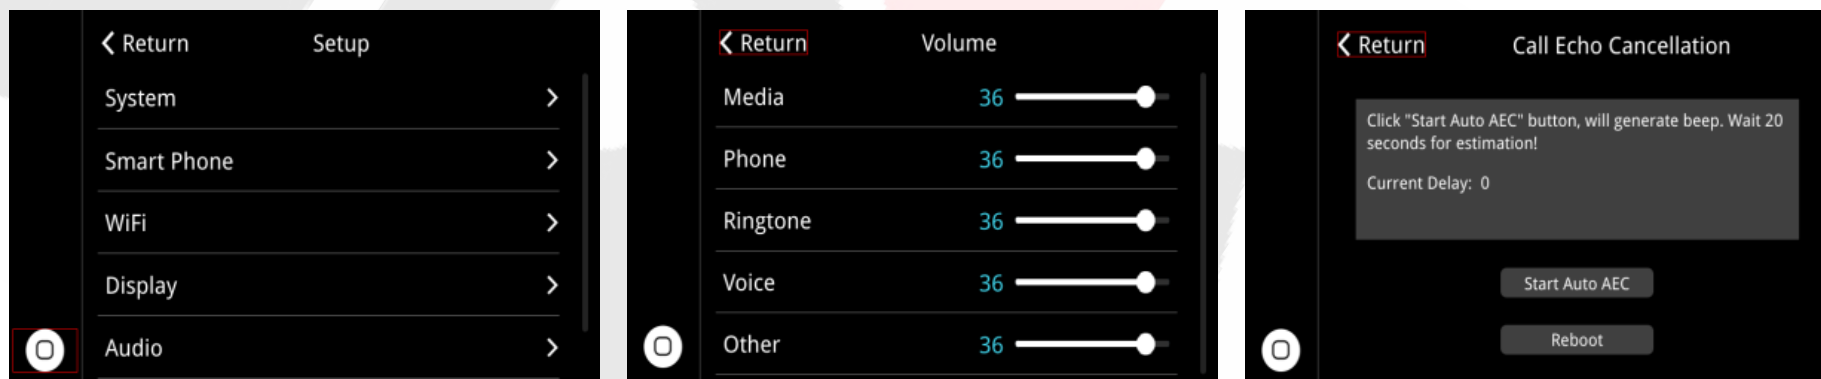 Return Setup
System
Smart Phone
WiFi
Display
Audio
Return Volume
Media 36
Phone 36
Ringtone 36
Voice 36
Other 36
Return Call Echo Cancellation
Click "Start Auto AEC" button, will generate beep. Wait 20
seconds for estimation!
Current Delay: 0
Start Auto AEC
Reboot